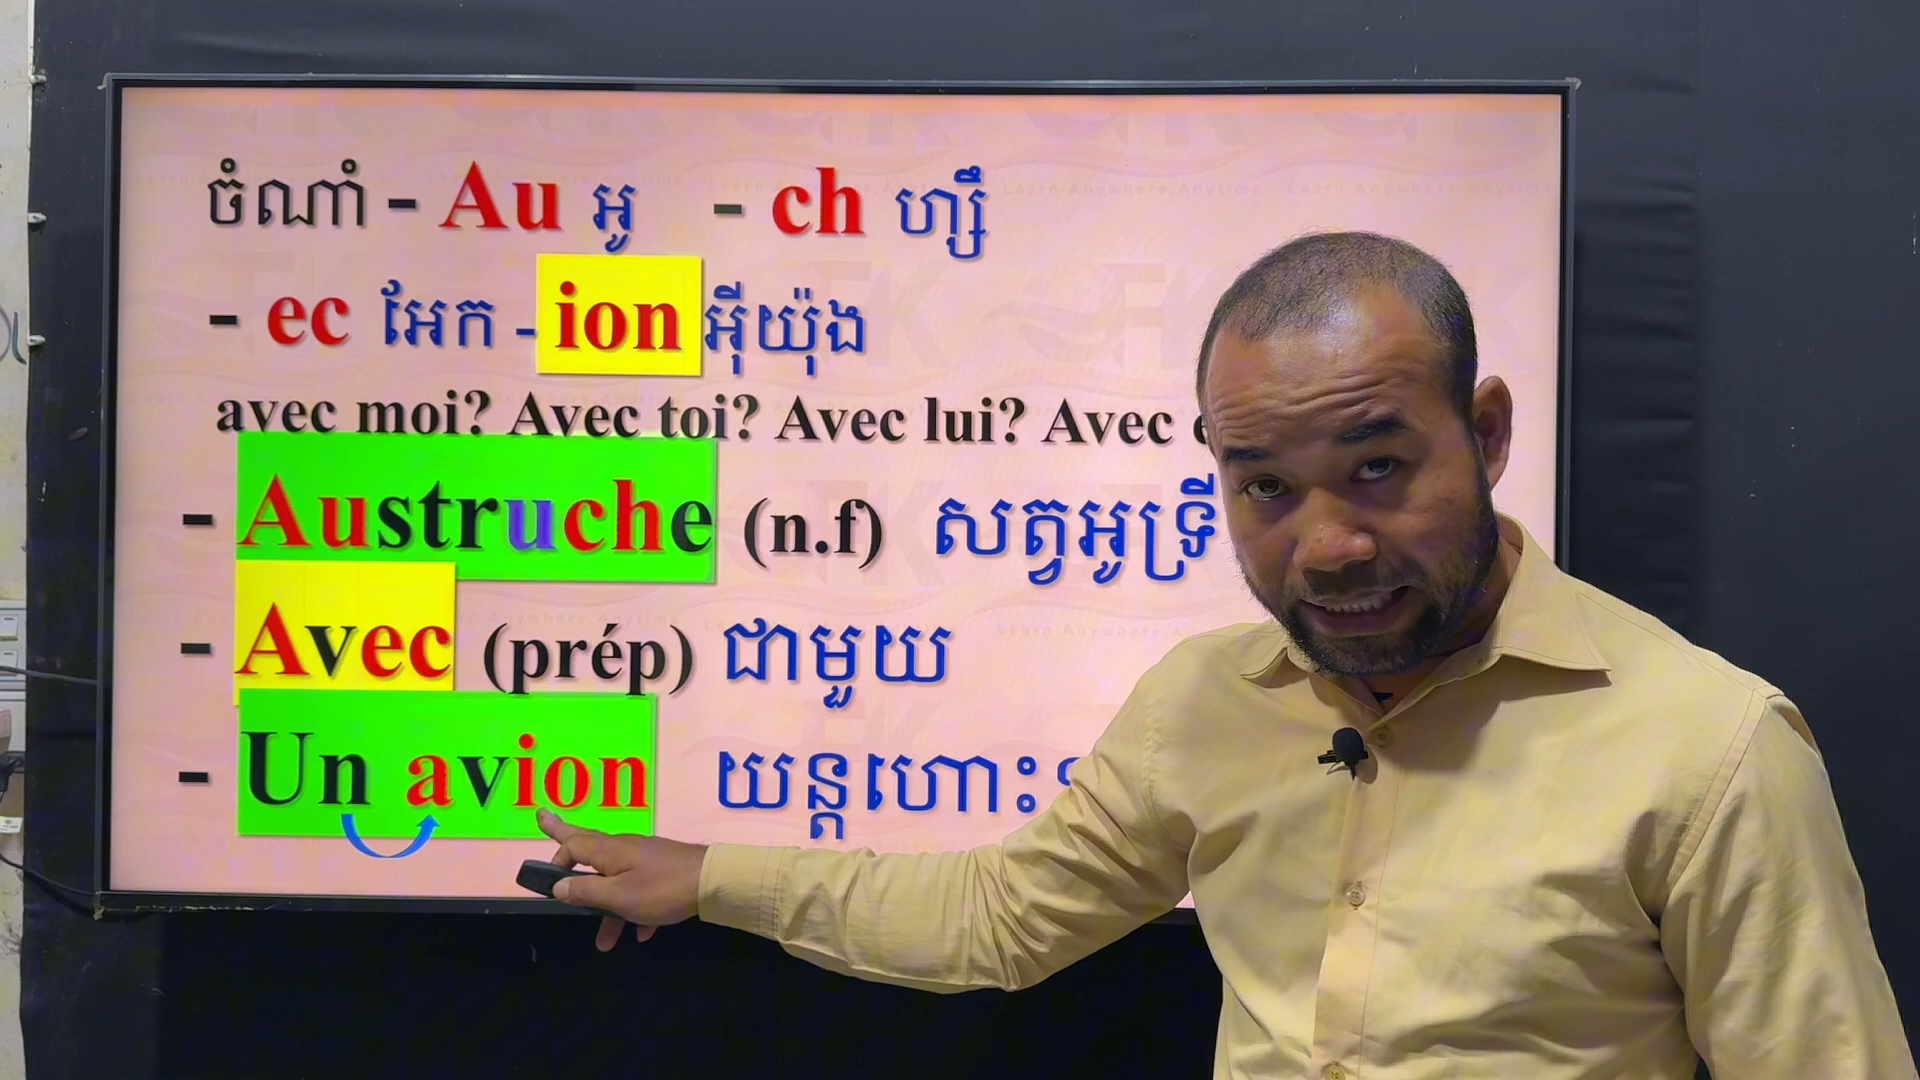 ចំណាំ - Au អូ - ch ហ្សឺ
- ec អែក - ion អ៊ីយ៉ុង
avec moi? Avec toi? Avec lui? Avec
- Austruche (n.f) សត្វអូទ្រី
- Avec (prép) ជាមួយ
- Un avion យន្តហោះ